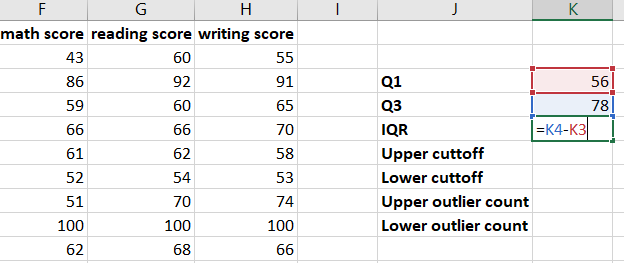 F G H I J K
math score reading score writing score
43 60 55
86 92 91 Q1 56
59 60 65 Q3 78
66 66 70 IQR =K4-K3
61 62 58 Upper cuttoff
52 54 53 Lower cuttoff
51 70 74 Upper outlier count
100 100 100 Lower outlier count
62 68 66